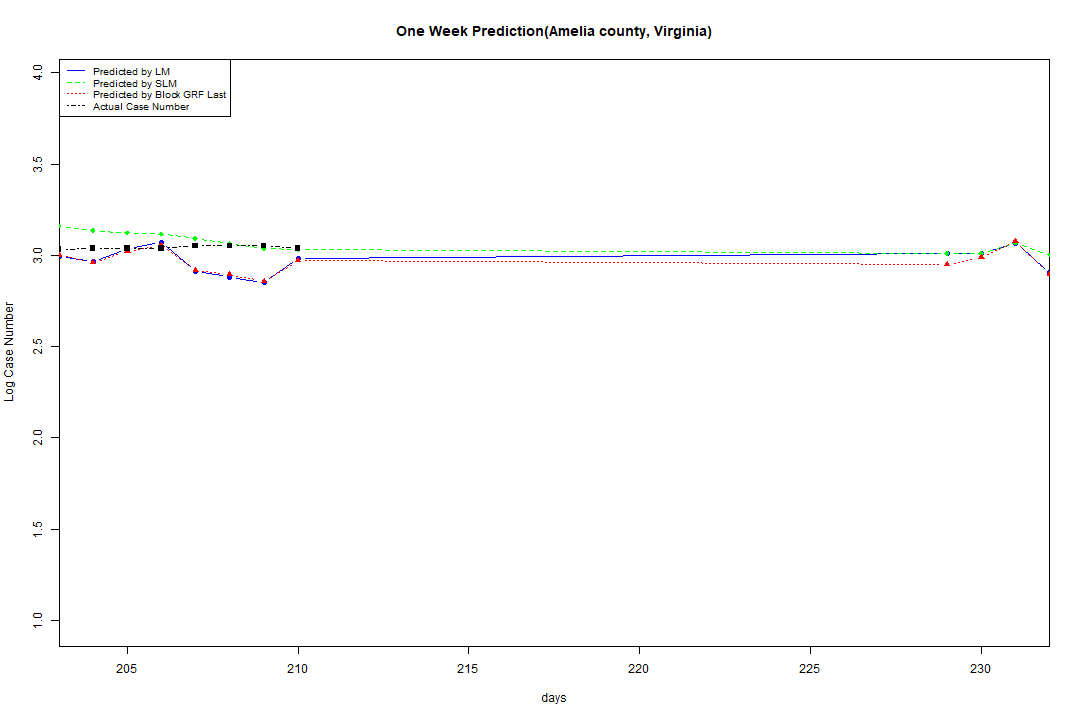 One Week Prediction(Amelia county, Virginia)
Predicted by LM
Predicted by SLM
Predicted by Block GRF Last
Actual Case Number
4.0
3.5
3.0
2.5
2.0
1.5
1.0
Log Case Number
205 210 215 220 225 230
days